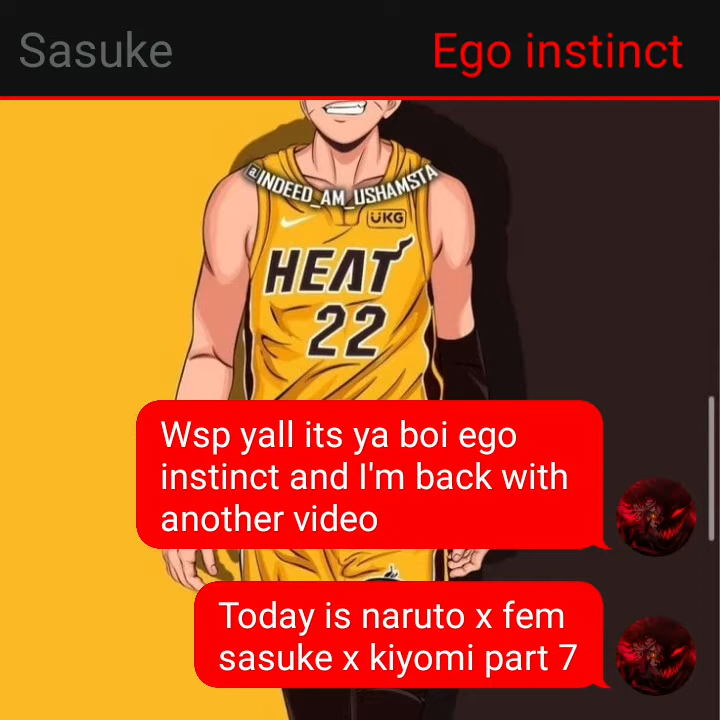 Sasuke
Ego instinct
@INDEED_AM_USHAMSTA
UKG
HEAT
22
Wsp yall its ya boi ego
instinct and I'm back with
another video
Today is naruto x fem
sasuke x kiyomi part 7